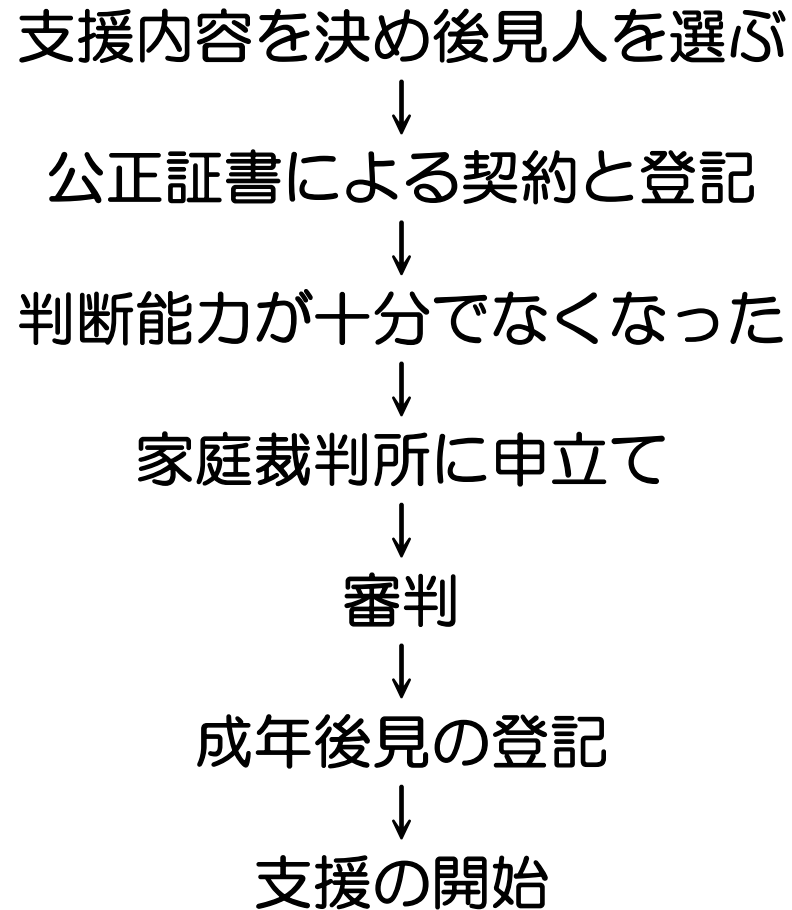 支援内容を決め後見人を選ぶ
↓
公正証書による契約と登記
↓
判断能力が十分でなくなった
↓
家庭裁判所に申立て
↓
審判
↓
成年後見の登記
↓
支援の開始